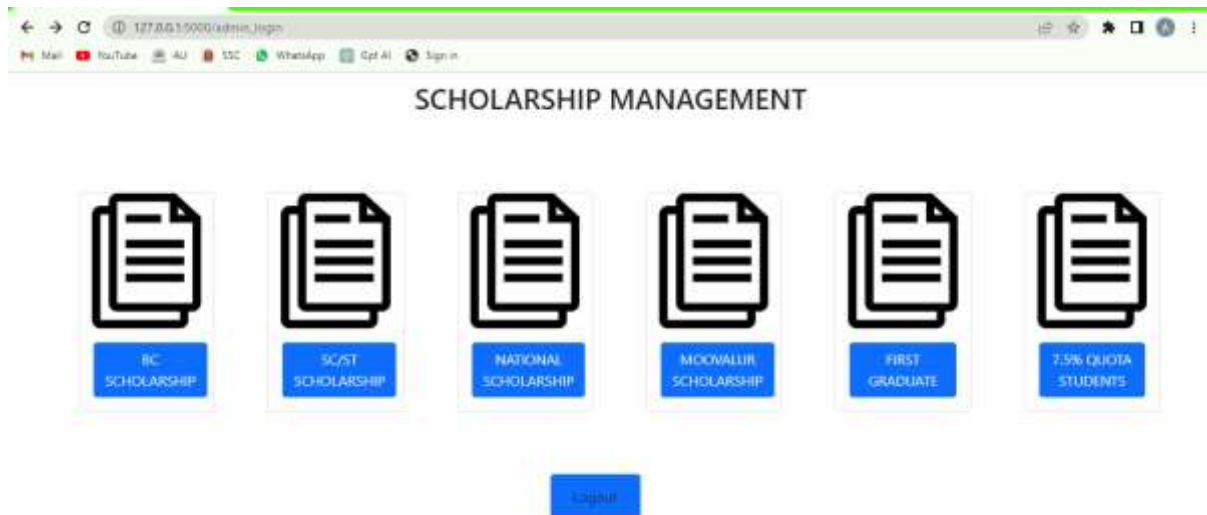 127.0.0.1:5000/admin_login
Mail YouTube AU SSC WhatsApp Gpt AI Sign in
SCHOLARSHIP MANAGEMENT
BC
SCHOLARSHIP
SC/ST
SCHOLARSHIP
NATIONAL
SCHOLARSHIP
MOOVALUR
SCHOLARSHIP
FIRST
GRADUATE
7.5% QUOTA
STUDENTS
Logout